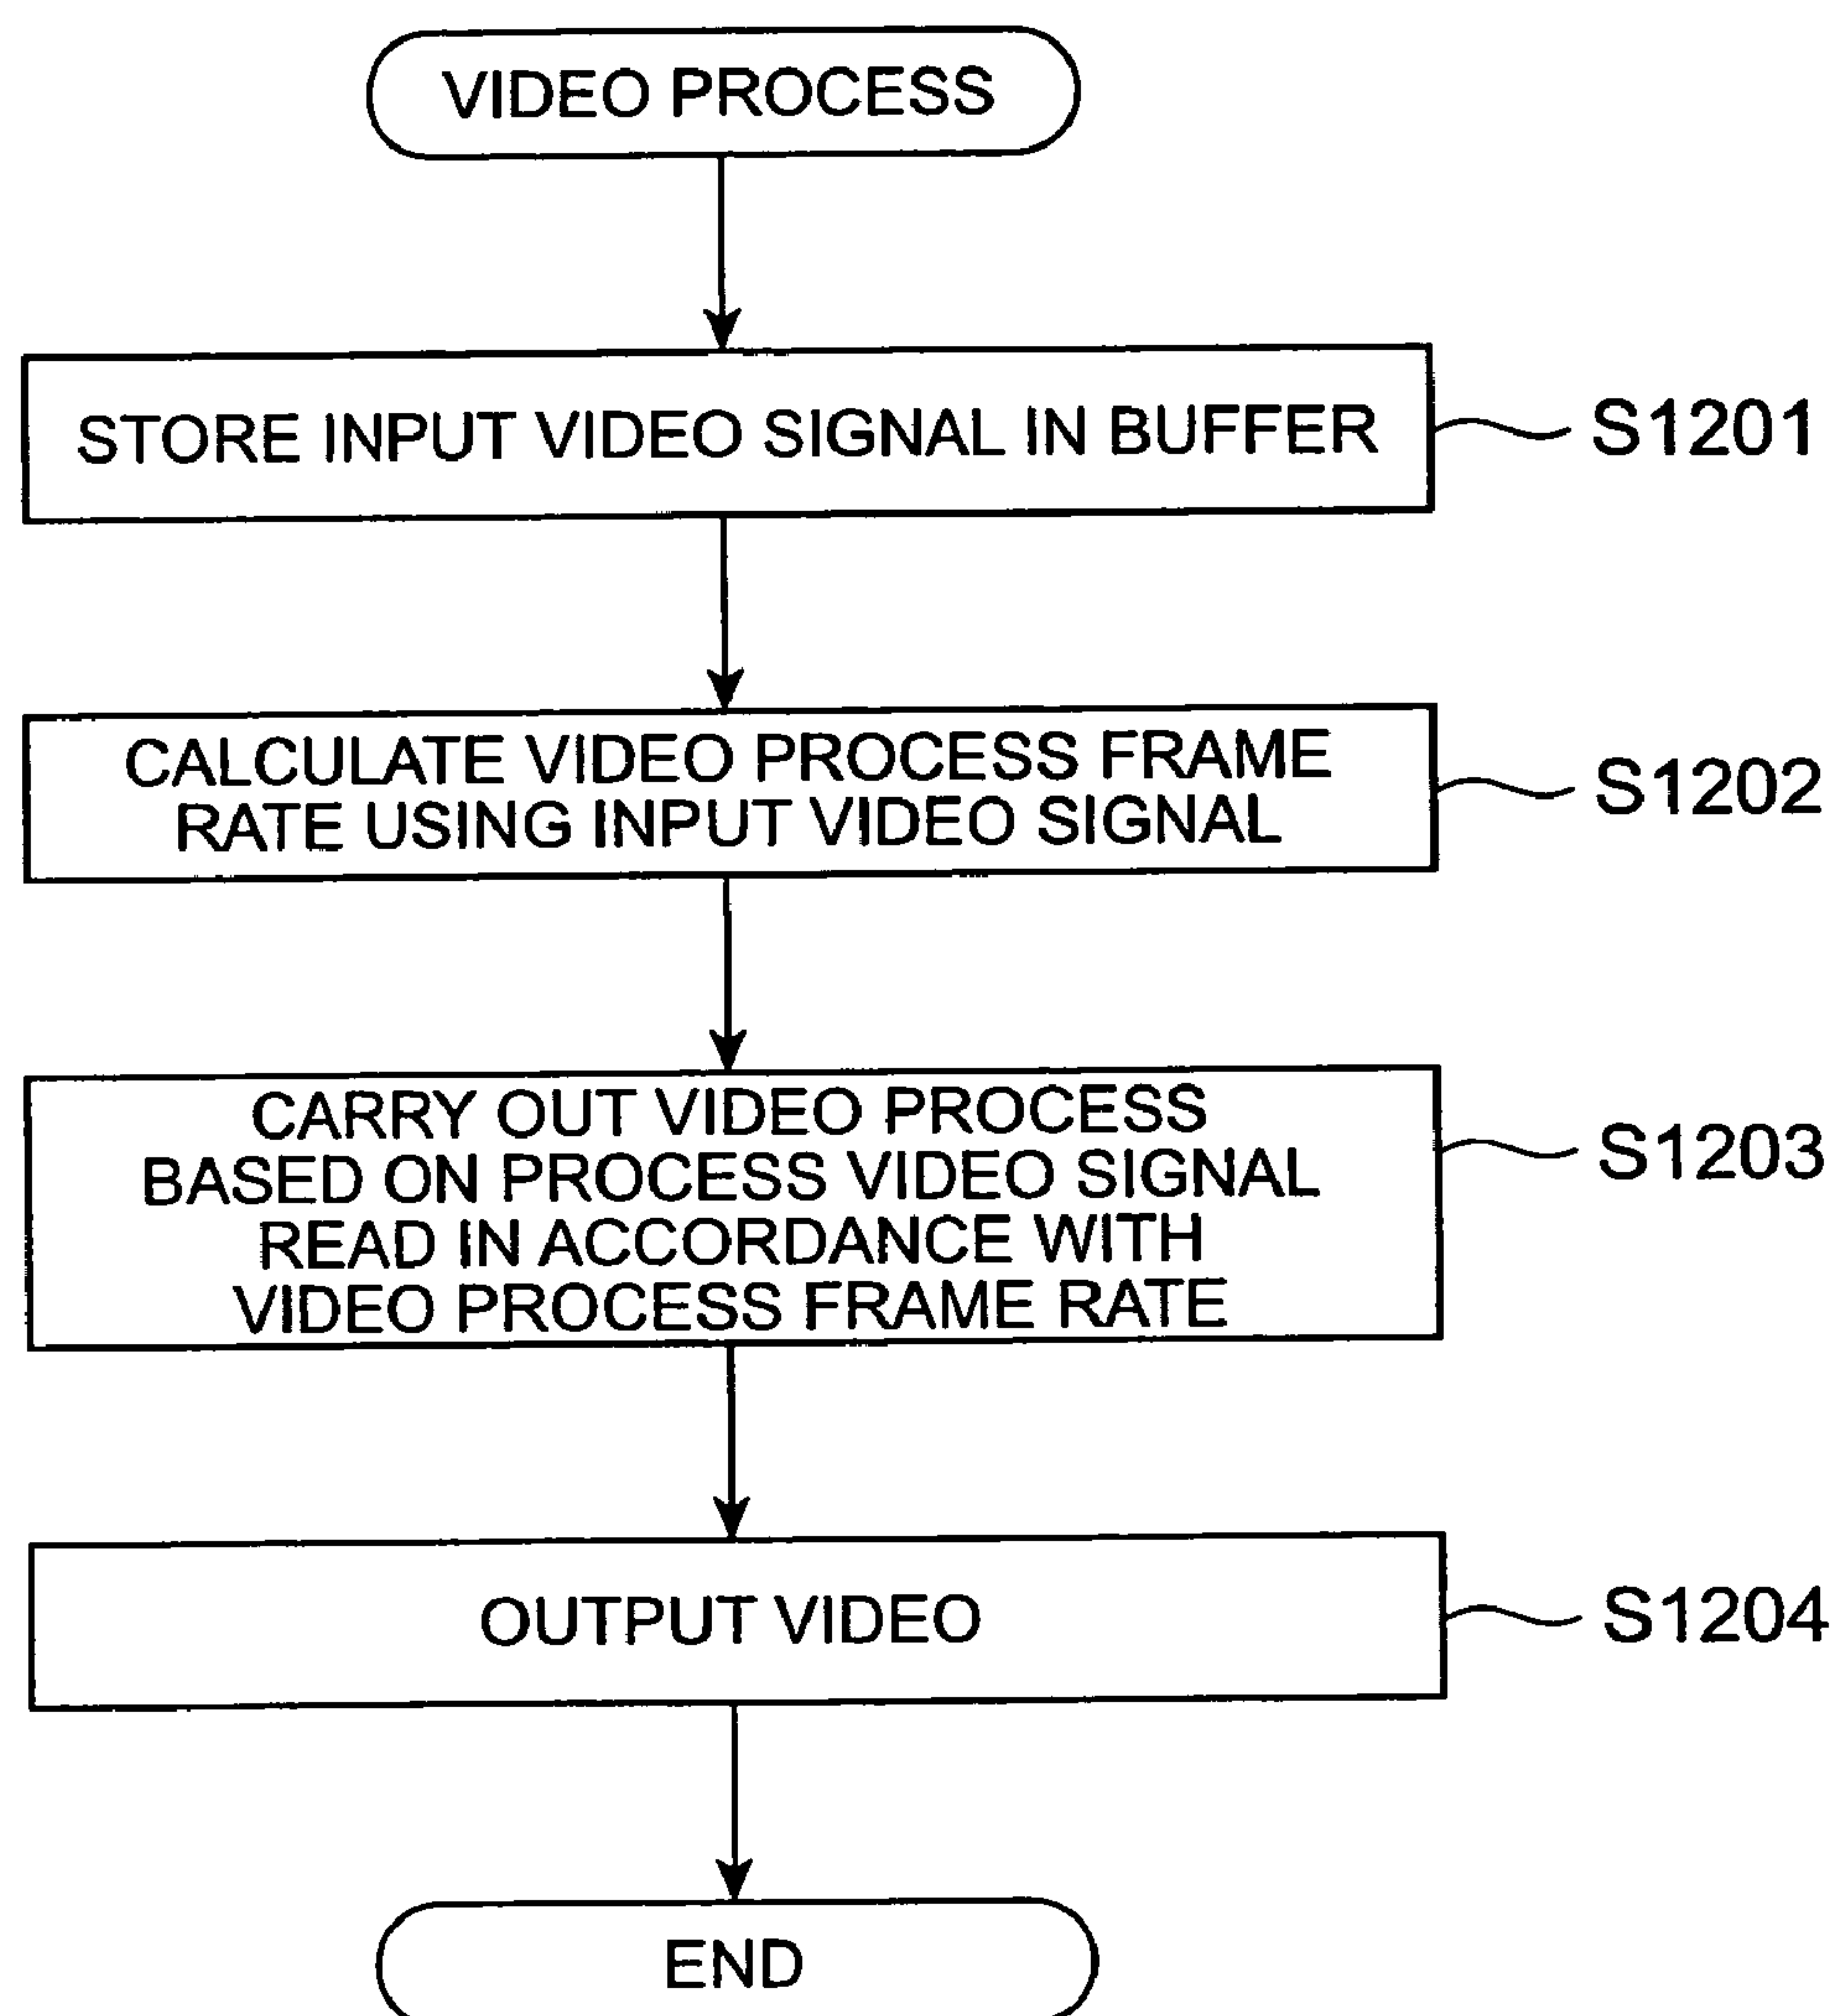 VIDEO PROCESS
STORE INPUT VIDEO SIGNAL IN BUFFER
S1201
CALCULATE VIDEO PROCESS FRAME
RATE USING INPUT VIDEO SIGNAL
S1202
CARRY OUT VIDEO PROCESS
BASED ON PROCESS VIDEO SIGNAL
READ IN ACCORDANCE WITH
VIDEO PROCESS FRAME RATE
S1203
OUTPUT VIDEO
S1204
END